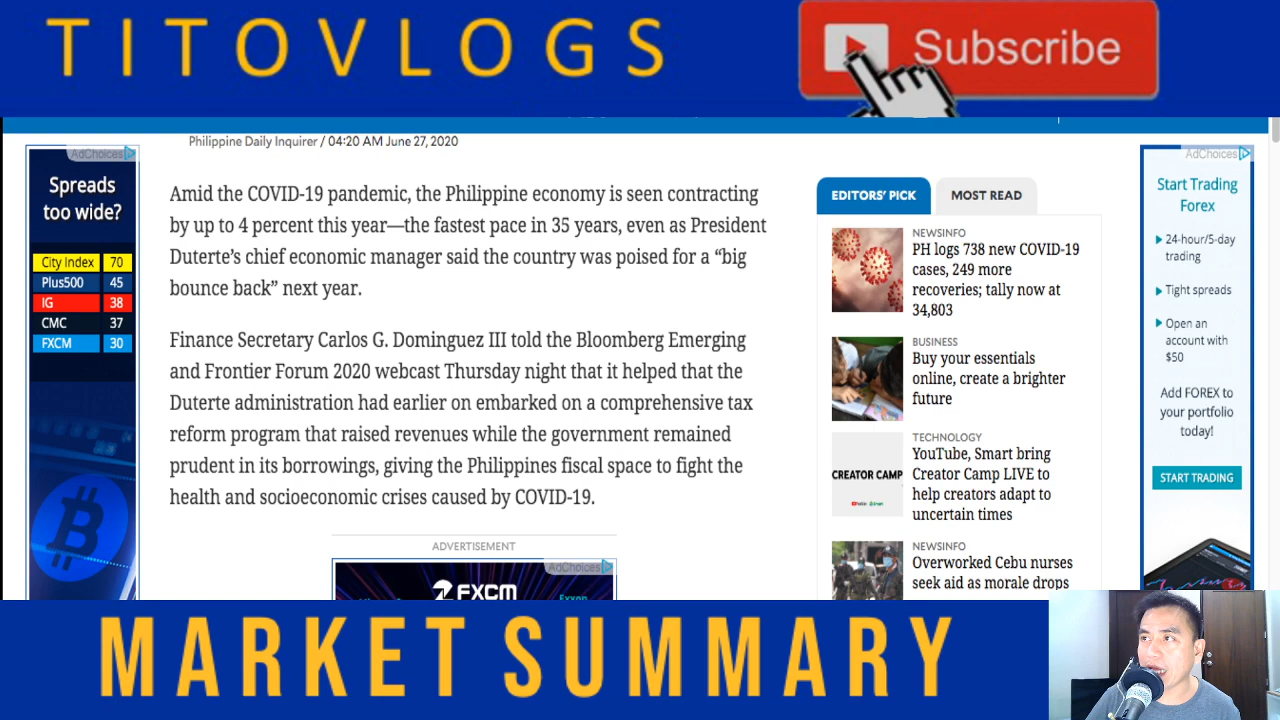 TITOVLOGS
Subscribe
Philippine Daily Inquirer / 04:20 AM June 27, 2020
AdChoices
Spreads
too wide?
City Index 70
Plus500 45
IG 38
CMC 37
FXCM 30
Amid the COVID-19 pandemic, the Philippine economy is seen contracting
by up to 4 percent this year—the fastest pace in 35 years, even as President
Duterte’s chief economic manager said the country was poised for a “big
bounce back” next year.
Finance Secretary Carlos G. Dominguez III told the Bloomberg Emerging
and Frontier Forum 2020 webcast Thursday night that it helped that the
Duterte administration had earlier on embarked on a comprehensive tax
reform program that raised revenues while the government remained
prudent in its borrowings, giving the Philippines fiscal space to fight the
health and socioeconomic crises caused by COVID-19.
ADVERTISEMENT
AdChoices
FXCM
Exxon
EDITORS’ PICK
MOST READ
NEWSINFO
PH logs 738 new COVID-19
cases, 249 more
recoveries; tally now at
34,803
BUSINESS
Buy your essentials
online, create a brighter
future
CREATOR CAMP
TECHNOLOGY
YouTube, Smart bring
Creator Camp LIVE to
help creators adapt to
uncertain times
NEWSINFO
Overworked Cebu nurses
seek aid as morale drops
AdChoices
Start Trading
Forex
24-hour/5-day
trading
Tight spreads
Open an
account with
$50
Add FOREX to
your portfolio
today!
START TRADING
MARKET SUMMARY